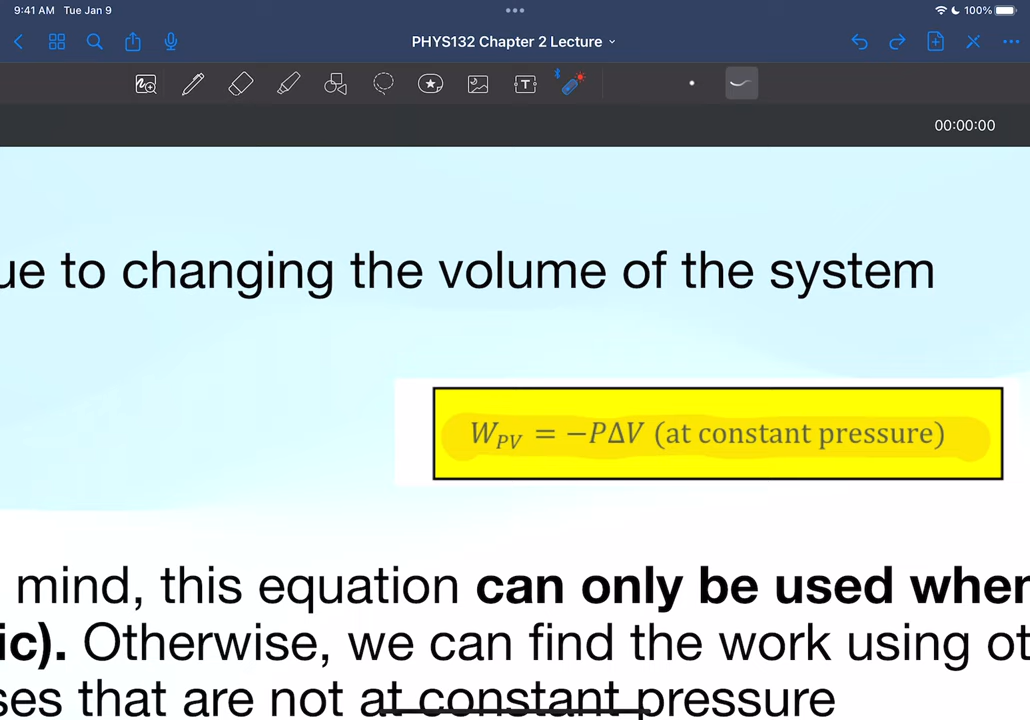 9:41 AM Tue Jan 9
100%
PHYS132 Chapter 2 Lecture
T
00:00:00
ue to changing the volume of the system
W_PV = −PΔV (at constant pressure)
mind, this equation can only be used when
ic). Otherwise, we can find the work using ot
ses that are not at constant pressure